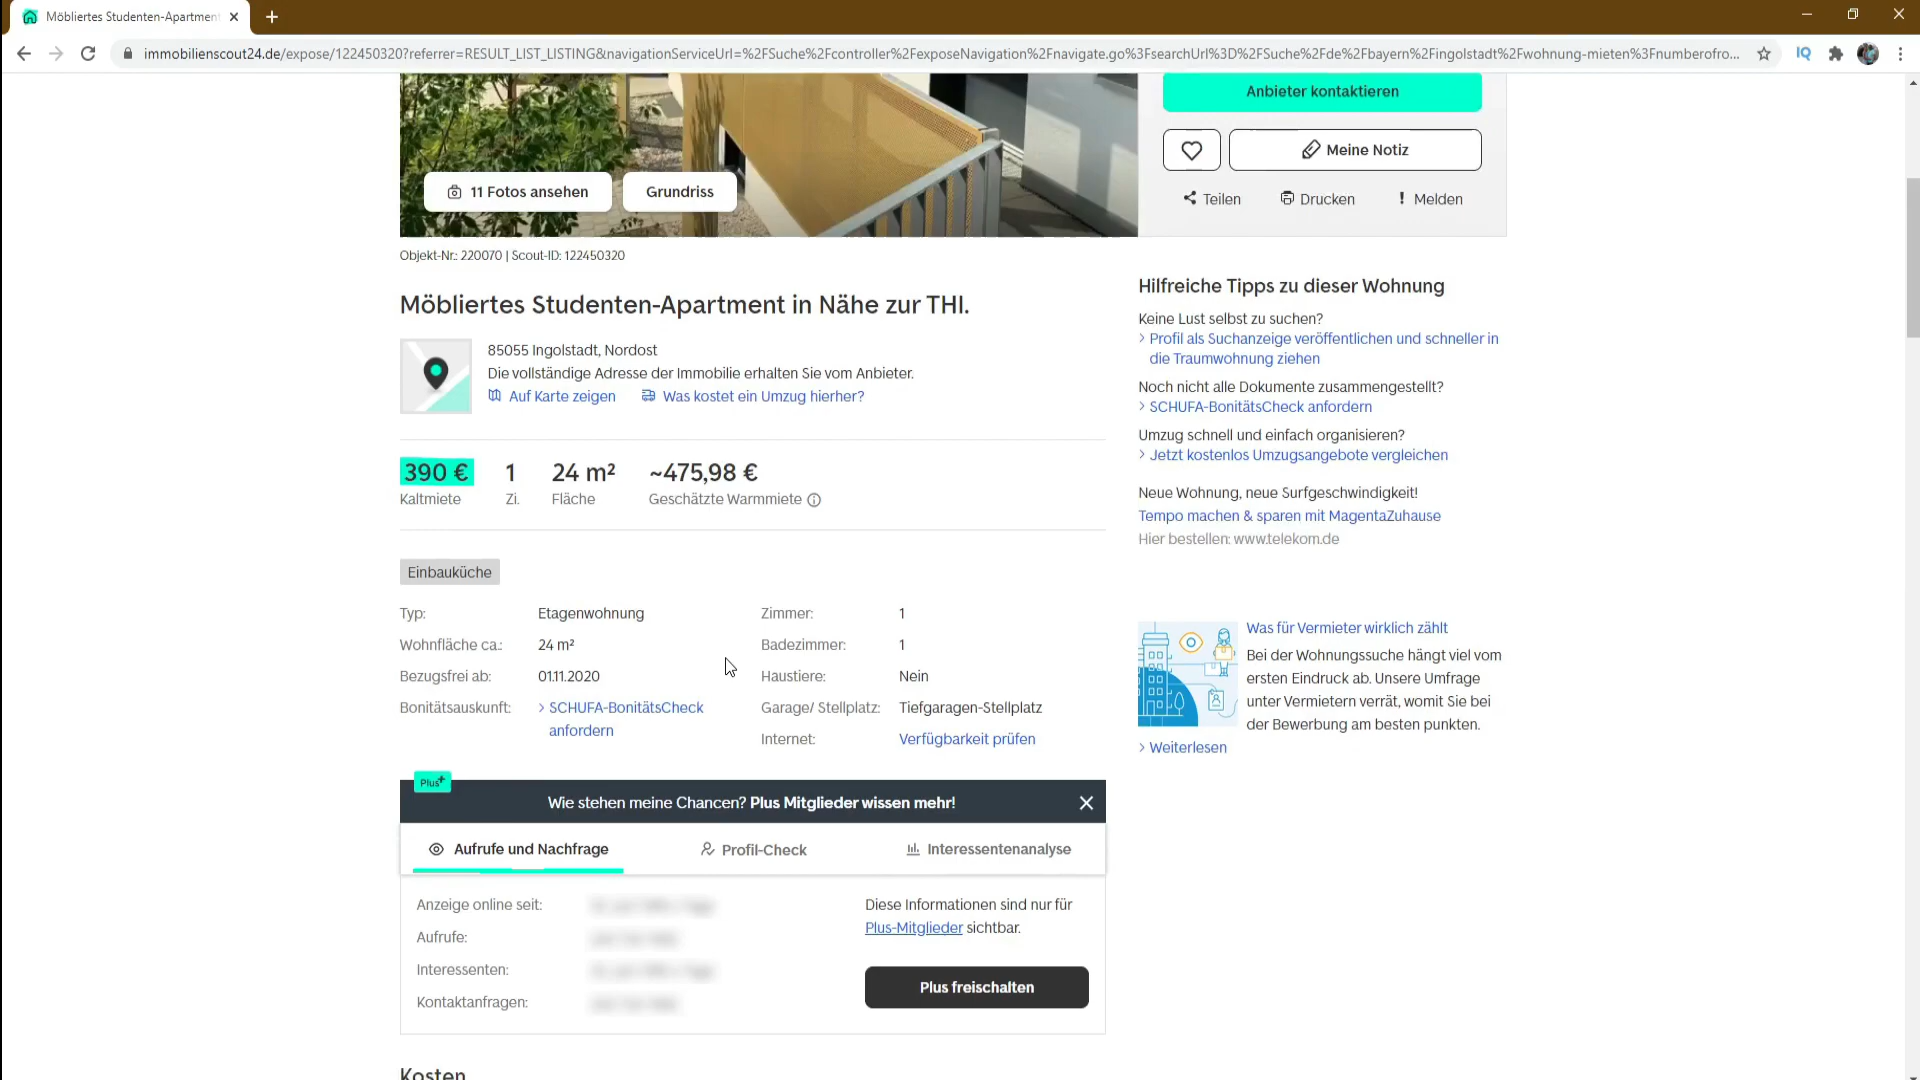 Möbliertes Studenten-Apartment
immobilienscout24.de/expose/122450320?referrer=RESULT_LIST_LISTING&navigationServiceUrl=%2FSuche%2Fcontroller%2FexposeNavigation%2Fnavigate.go%3FsearchUrl%3D%2FSuche%2Fde%2Fbayern%2Fingolstadt%2Fwohnung-mieten%3Fnumberofro...
IQ
Anbieter kontaktieren
Meine Notiz
11 Fotos ansehen
Grundriss
Teilen
Drucken
Melden
Objekt-Nr.: 220070 | Scout-ID: 122450320
Möbliertes Studenten-Apartment in Nähe zur THI.
85055 Ingolstadt, Nordost
Die vollständige Adresse der Immobilie erhalten Sie vom Anbieter.
Auf Karte zeigen
Was kostet ein Umzug hierher?
390 €
Kaltmiete
1
Zi.
24 m²
Fläche
~475,98 €
Geschätzte Warmmiete
Einbauküche
Typ: Etagenwohnung
Wohnfläche ca.: 24 m²
Bezugsfrei ab: 01.11.2020
Bonitätsauskunft: SCHUFA-BonitätsCheck
anfordern
Zimmer: 1
Badezimmer: 1
Haustiere: Nein
Garage/ Stellplatz: Tiefgaragen-Stellplatz
Internet: Verfügbarkeit prüfen
Plus+
Wie stehen meine Chancen? Plus Mitglieder wissen mehr!
Aufrufe und Nachfrage
Profil-Check
Interessentenanalyse
Anzeige online seit:
Aufrufe:
Interessenten:
Kontaktanfragen:
Diese Informationen sind nur für
Plus-Mitglieder sichtbar.
Plus freischalten
Kosten
Hilfreiche Tipps zu dieser Wohnung
Keine Lust selbst zu suchen?
Profil als Suchanzeige veröffentlichen und schneller in
die Traumwohnung ziehen
Noch nicht alle Dokumente zusammengestellt?
SCHUFA-BonitätsCheck anfordern
Umzug schnell und einfach organisieren?
Jetzt kostenlos Umzugsangebote vergleichen
Neue Wohnung, neue Surfgeschwindigkeit!
Tempo machen & sparen mit MagentaZuhause
Hier bestellen: www.telekom.de
Was für Vermieter wirklich zählt
Bei der Wohnungssuche hängt viel vom
ersten Eindruck ab. Unsere Umfrage
unter Vermietern verrät, womit Sie bei
der Bewerbung am besten punkten.
Weiterlesen